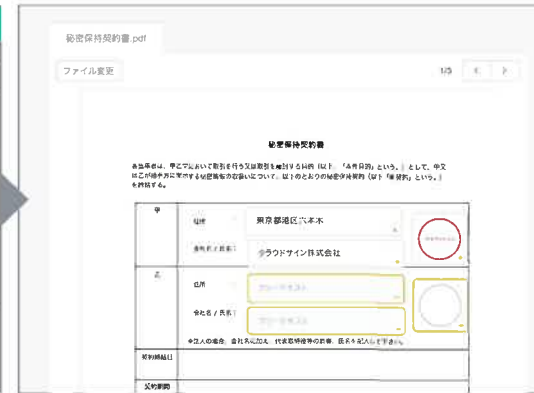 秘密保持契約書.pdf
ファイル変更
1/5
秘密保持契約書
各当事者は、甲乙間において取引を行う又は取引を検討する目的（以下、「本件目的」という。）として、甲又
は乙が相手方に開示する秘密情報の取扱いについて、以下のとおりの秘密保持契約（以下「本契約」という。）
を締結する。
甲
住所
東京都港区六本木
会社名 / 氏名
クラウドサイン株式会社
乙
住所
フリーテキスト
会社名 / 氏名
フリーテキスト
※法人の場合、会社名に加え、代表取締役等の肩書、氏名を記入して下さい。
契約締結日
契約期間